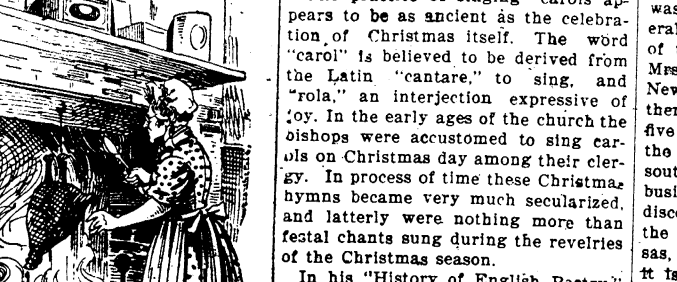 pears to be as ancient as the celebra-
tion of Christmas itself. The word
"carol" is believed to be derived from
the Latin "cantare," to sing, and
"rola," an interjection expressive of
joy. In the early ages of the church the
bishops were accustomed to sing car-
ols on Christmas day among their cler-
gy. In process of time these Christmas
hymns became very much secularized,
and latterly were nothing more than
festal chants sung during the revelries
of the Christmas season.
In his "History of English Poetry,"
was
of
Mrs
New
ther
five
the
sout
busi
disco
the
sas,
it is